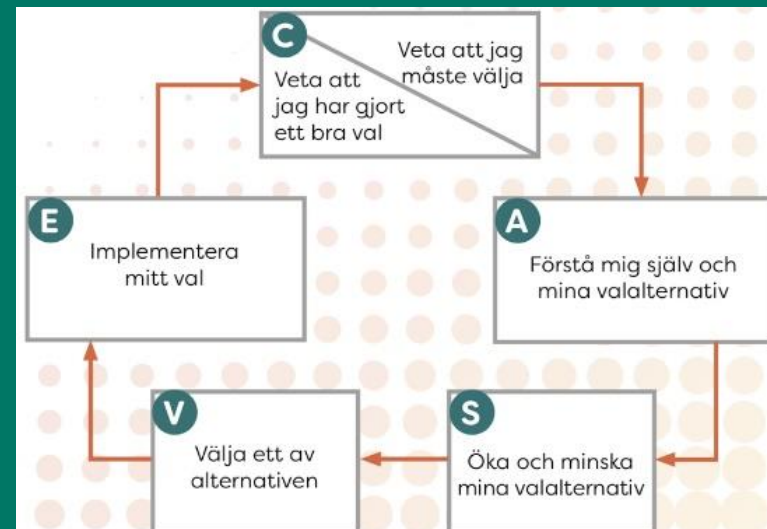 C
Veta att jag
måste välja
Veta att
jag har gjort
ett bra val
A
Förstå mig själv och
mina valalternativ
S
Öka och minska
mina valalternativ
V
Välja ett av
alternativen
E
Implementera
mitt val